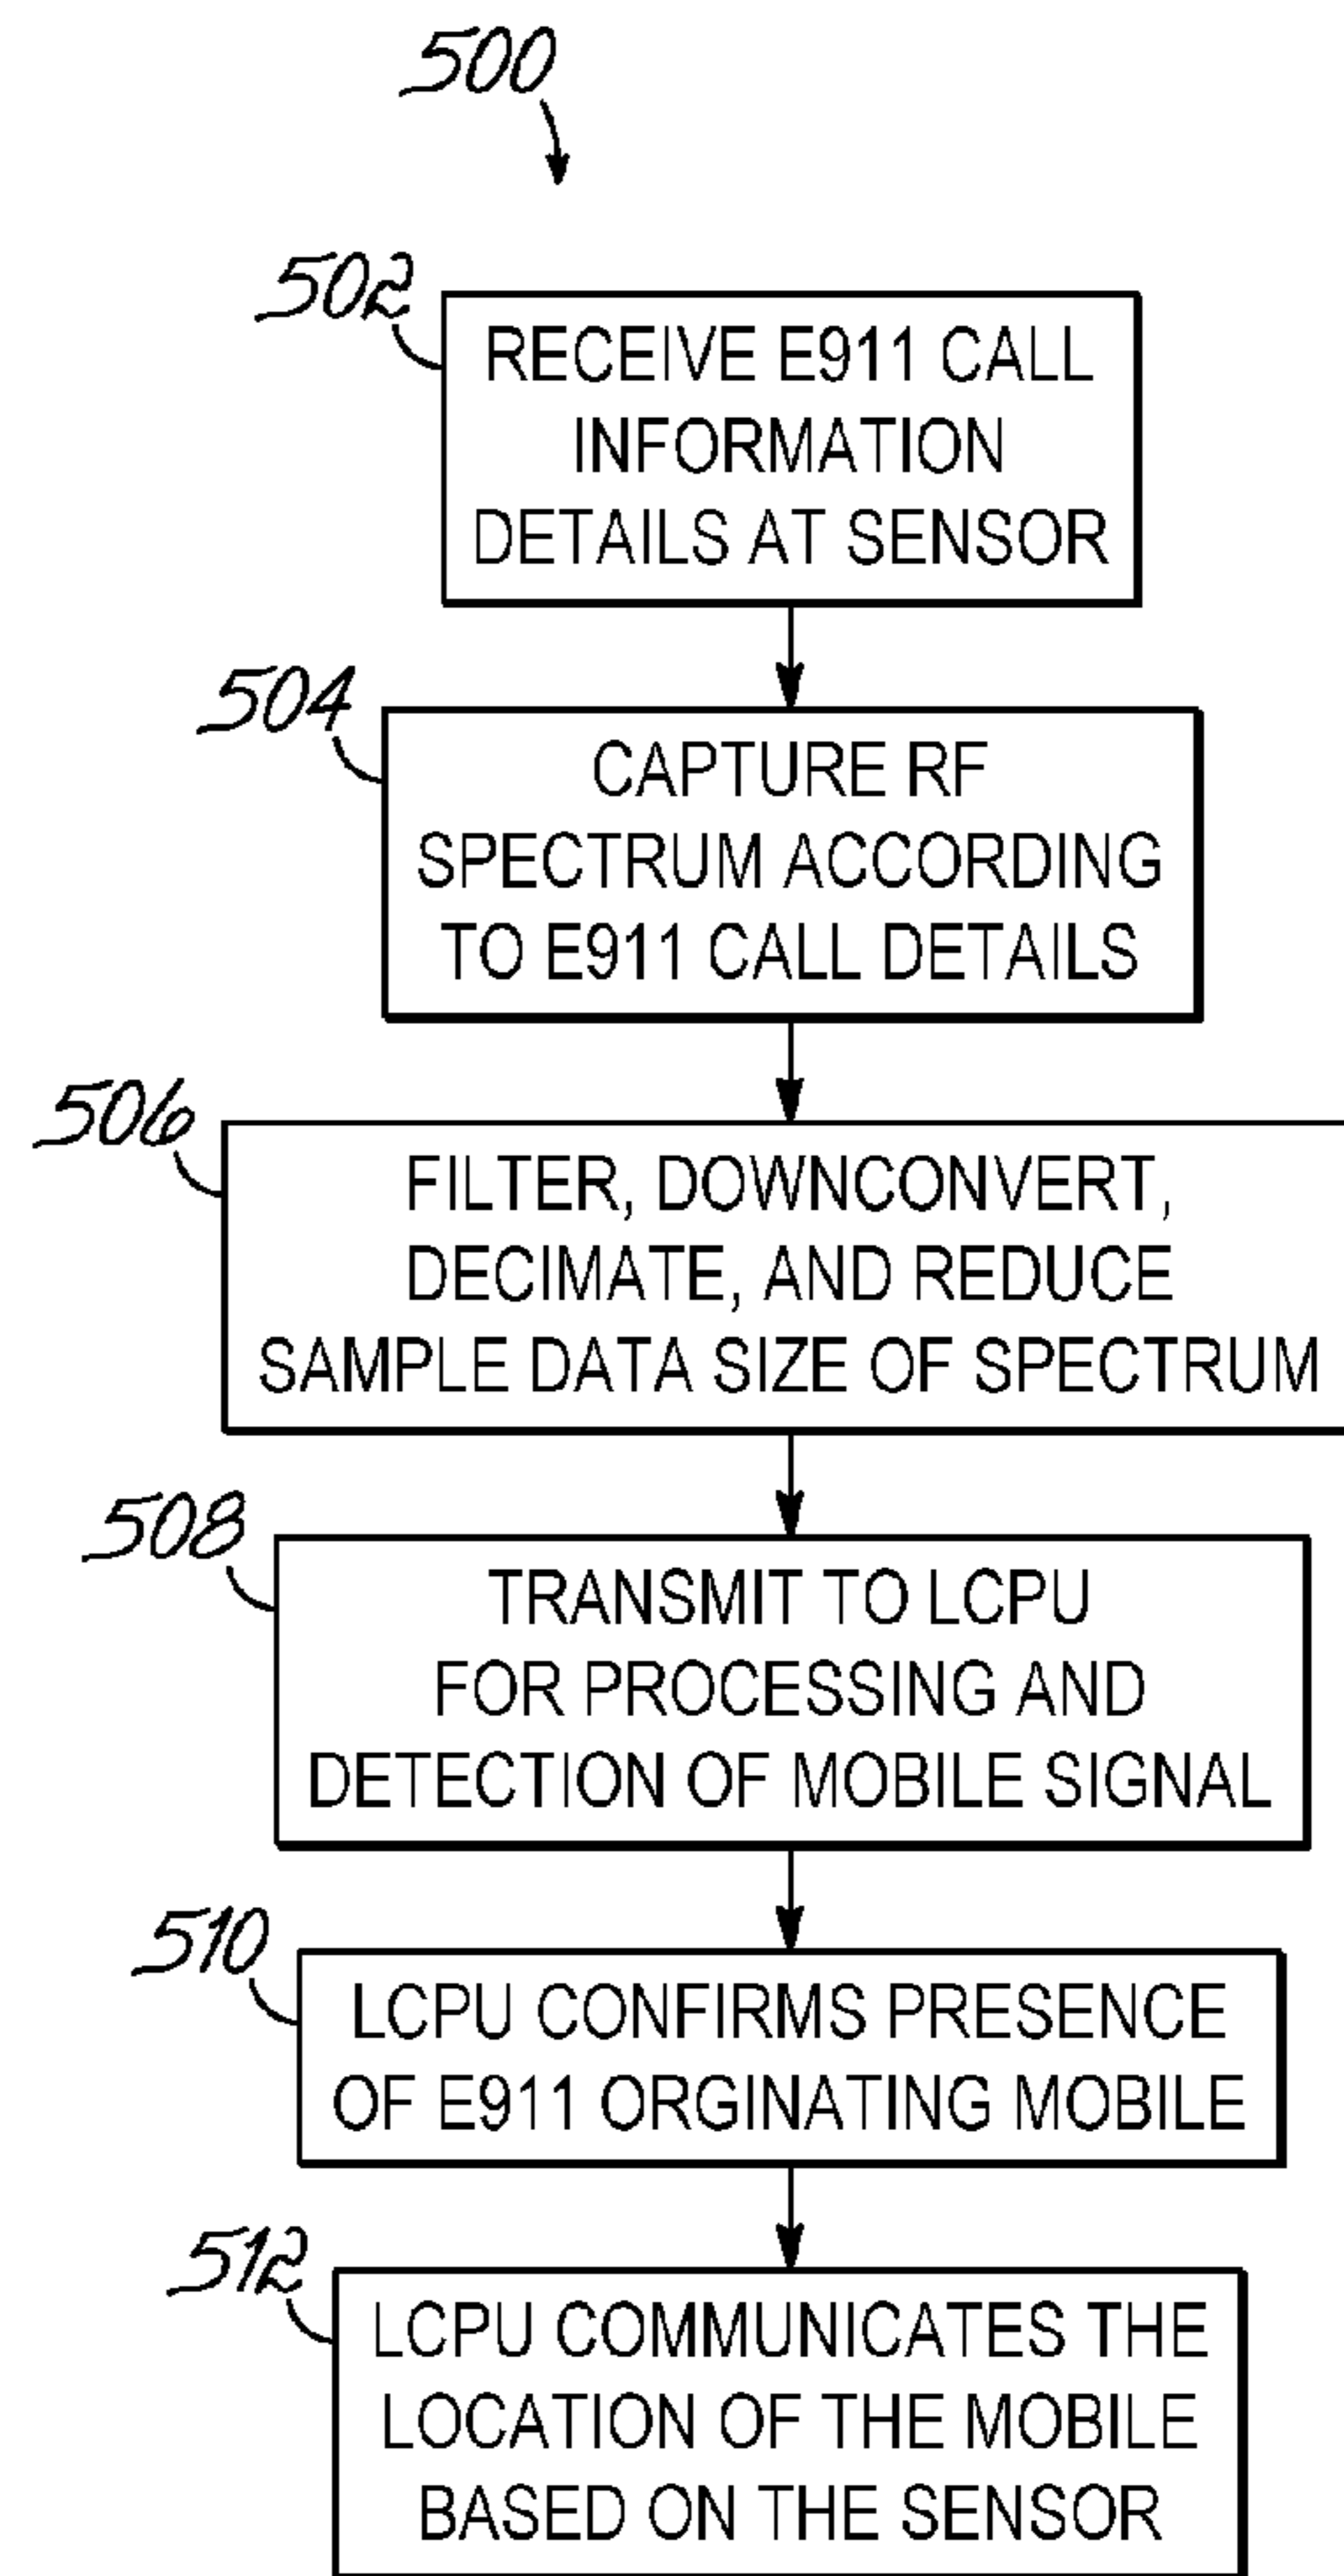 500
502
RECEIVE E911 CALL
INFORMATION
DETAILS AT SENSOR
504
CAPTURE RF
SPECTRUM ACCORDING
TO E911 CALL DETAILS
506
FILTER, DOWNCONVERT,
DECIMATE, AND REDUCE
SAMPLE DATA SIZE OF SPECTRUM
508
TRANSMIT TO LCPU
FOR PROCESSING AND
DETECTION OF MOBILE SIGNAL
510
LCPU CONFIRMS PRESENCE
OF E911 ORGINATING MOBILE
512
LCPU COMMUNICATES THE
LOCATION OF THE MOBILE
BASED ON THE SENSOR